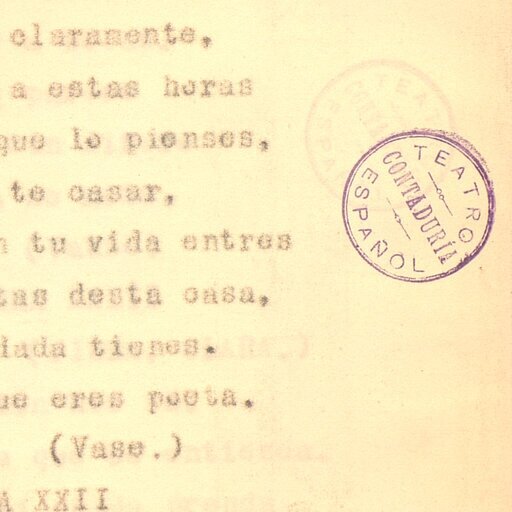 claramente,
a estas horas
que lo pienses,
te casar,
n tu vida entres
tas desta casa,
dada tienes.
ue eres poeta.
(Vase.)
A XXII
TEATRO
ESPAÑOL
CONTADURÍA